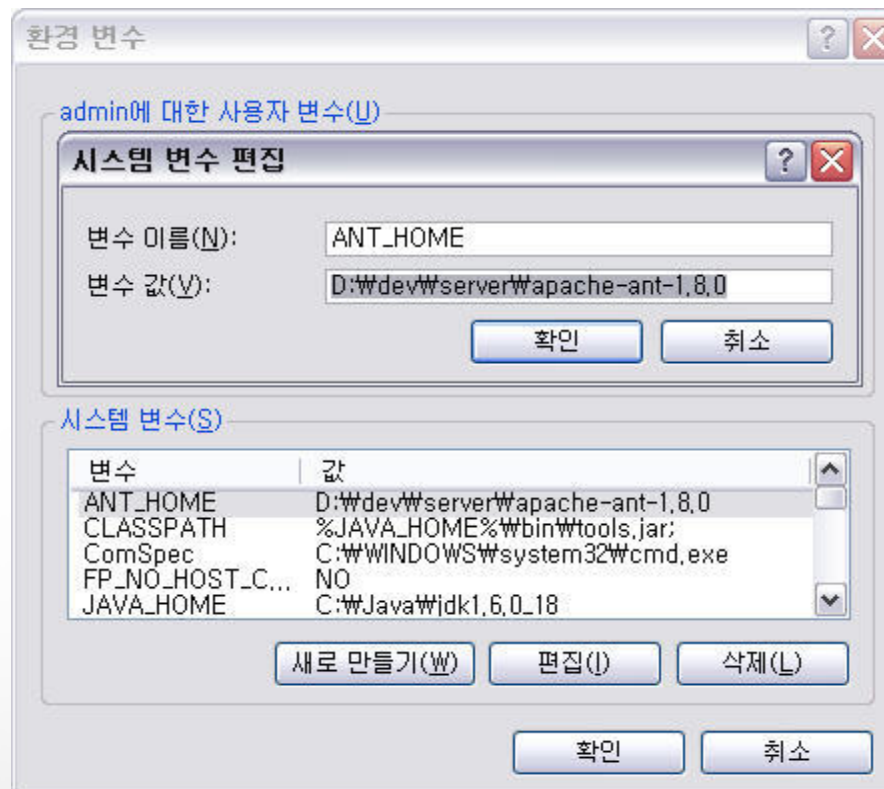 환경 변수
admin에 대한 사용자 변수(U)
시스템 변수 편집
변수 이름(N): ANT_HOME
변수 값(V): D:₩dev₩server₩apache-ant-1.8.0
확인 취소
시스템 변수(S)
변수 값
ANT_HOME D:₩dev₩server₩apache-ant-1.8.0
CLASSPATH %JAVA_HOME%₩bin₩tools.jar;
ComSpec C:₩WINDOWS₩system32₩cmd.exe
FP_NO_HOST_C... NO
JAVA_HOME C:₩Java₩jdk1.6.0_18
새로 만들기(W) 편집(I) 삭제(L)
확인 취소